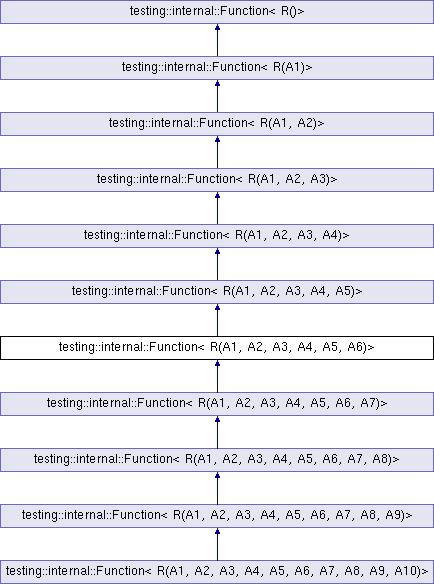 testing::internal::Function< R()>
testing::internal::Function< R(A1)>
testing::internal::Function< R(A1, A2)>
testing::internal::Function< R(A1, A2, A3)>
testing::internal::Function< R(A1, A2, A3, A4)>
testing::internal::Function< R(A1, A2, A3, A4, A5)>
testing::internal::Function< R(A1, A2, A3, A4, A5, A6)>
testing::internal::Function< R(A1, A2, A3, A4, A5, A6, A7)>
testing::internal::Function< R(A1, A2, A3, A4, A5, A6, A7, A8)>
testing::internal::Function< R(A1, A2, A3, A4, A5, A6, A7, A8, A9)>
testing::internal::Function< R(A1, A2, A3, A4, A5, A6, A7, A8, A9, A10)>